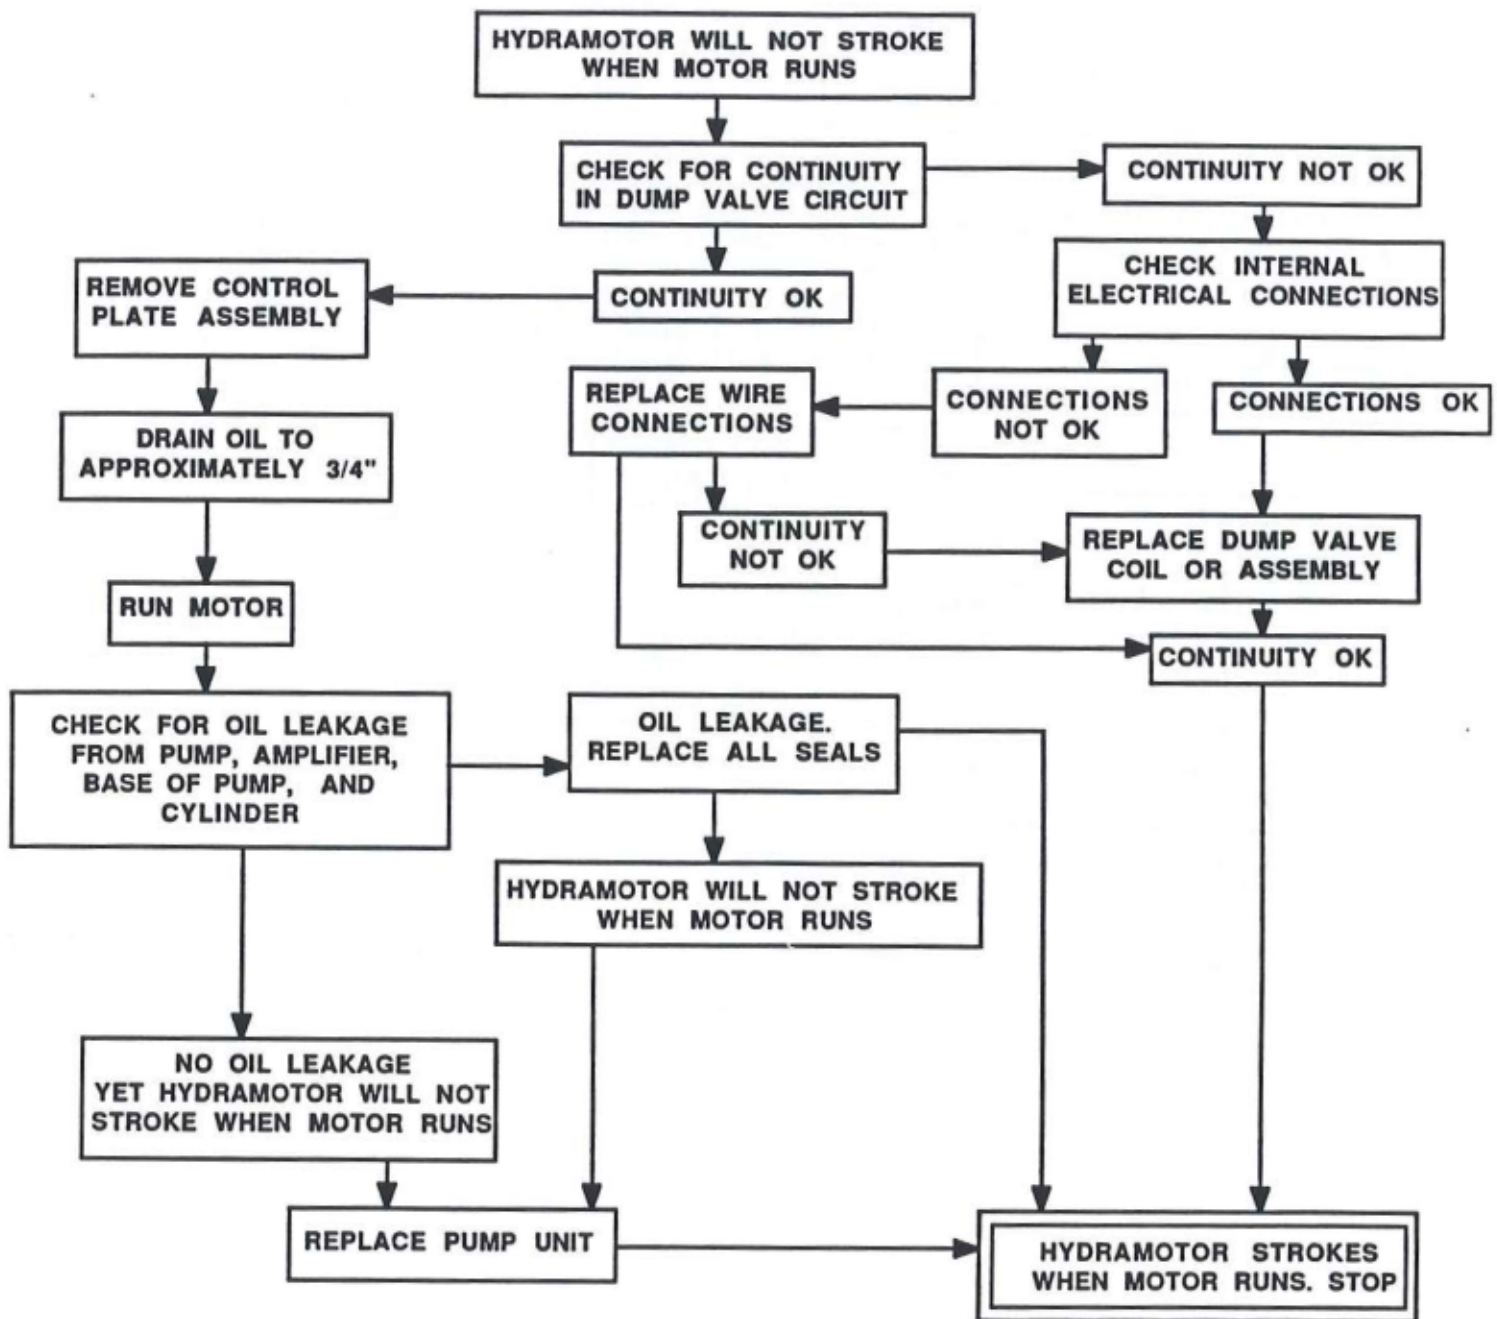 HYDRAMOTOR WILL NOT STROKE
WHEN MOTOR RUNS
CHECK FOR CONTINUITY
IN DUMP VALVE CIRCUIT
CONTINUITY NOT OK
CHECK INTERNAL
ELECTRICAL CONNECTIONS
REMOVE CONTROL
PLATE ASSEMBLY
CONTINUITY OK
REPLACE WIRE
CONNECTIONS
CONNECTIONS
NOT OK
CONNECTIONS OK
DRAIN OIL TO
APPROXIMATELY 3/4"
CONTINUITY
NOT OK
REPLACE DUMP VALVE
COIL OR ASSEMBLY
RUN MOTOR
CONTINUITY OK
CHECK FOR OIL LEAKAGE
FROM PUMP, AMPLIFIER,
BASE OF PUMP, AND
CYLINDER
OIL LEAKAGE.
REPLACE ALL SEALS
HYDRAMOTOR WILL NOT STROKE
WHEN MOTOR RUNS
NO OIL LEAKAGE
YET HYDRAMOTOR WILL NOT
STROKE WHEN MOTOR RUNS
REPLACE PUMP UNIT
HYDRAMOTOR STROKES
WHEN MOTOR RUNS. STOP